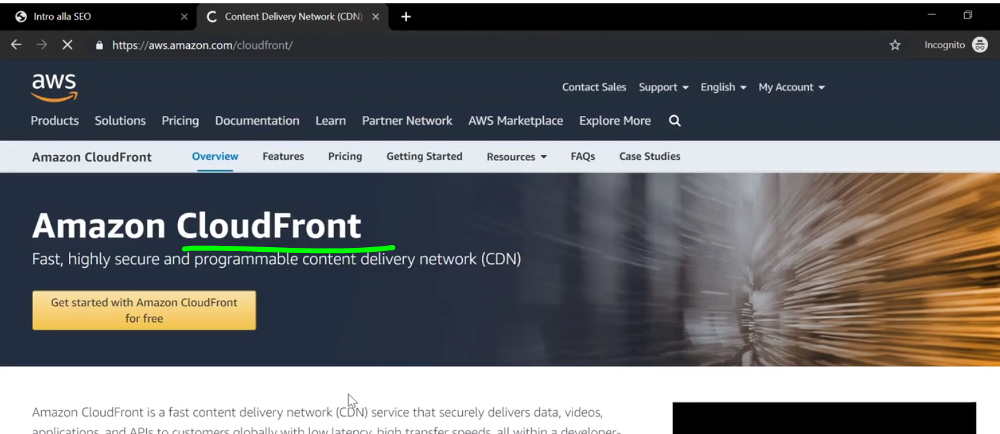 Intro alla SEO
Content Delivery Network (CDN)
https://aws.amazon.com/cloudfront/
Incognito
aws
Contact Sales Support English My Account
Products Solutions Pricing Documentation Learn Partner Network AWS Marketplace Explore More
Amazon CloudFront Overview Features Pricing Getting Started Resources FAQs Case Studies
Amazon CloudFront
Fast, highly secure and programmable content delivery network (CDN)
Get started with Amazon CloudFront
for free
Amazon CloudFront is a fast content delivery network (CDN) service that securely delivers data, videos,
applications, and APIs to customers globally with low latency, high transfer speeds, all within a developer-